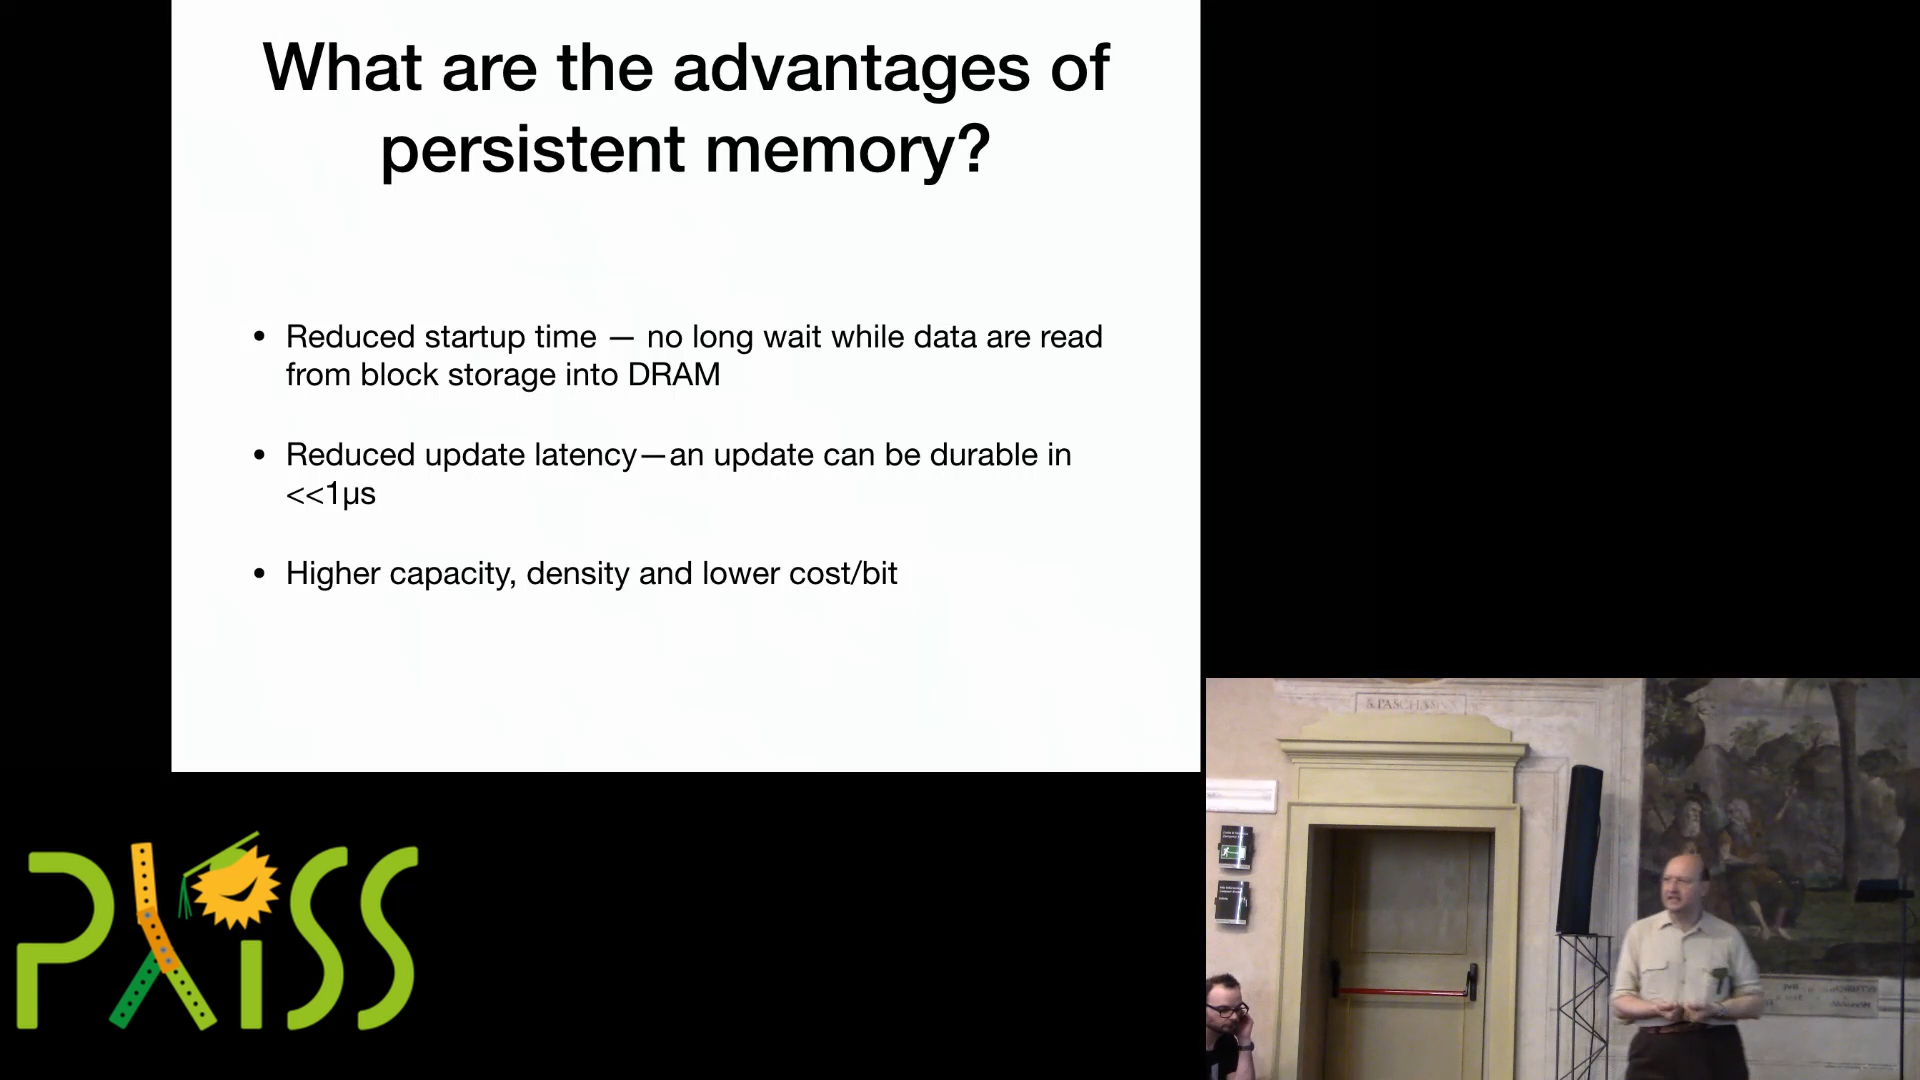 What are the advantages of
persistent memory?
• Reduced startup time — no long wait while data are read
from block storage into DRAM
• Reduced update latency—an update can be durable in
<<1µs
• Higher capacity, density and lower cost/bit
PLISS
S. PASCHASIVS